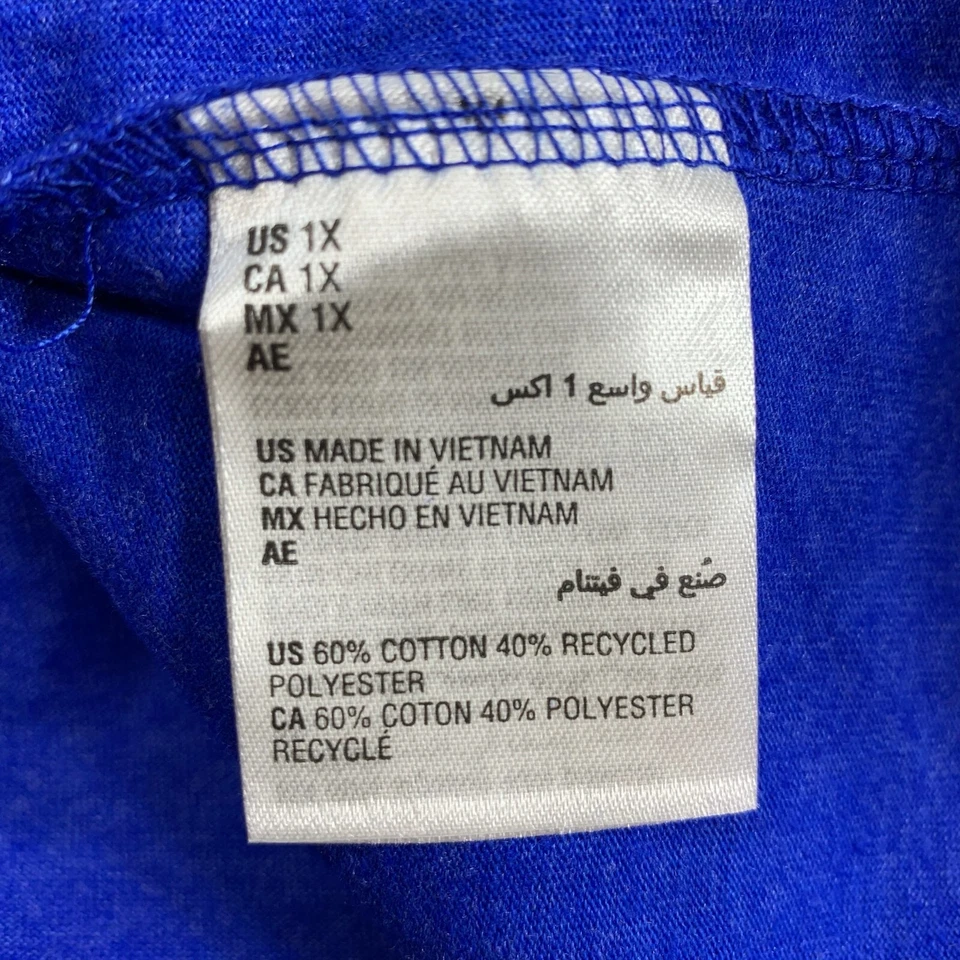 US 1X
CA 1X
MX 1X
AE
قياس واسع 1 اكس
US MADE IN VIETNAM
CA FABRIQUÉ AU VIETNAM
MX HECHO EN VIETNAM
AE
صُنع في فيتنام
US 60% COTTON 40% RECYCLED
POLYESTER
CA 60% COTON 40% POLYESTER
RECYCLÉ